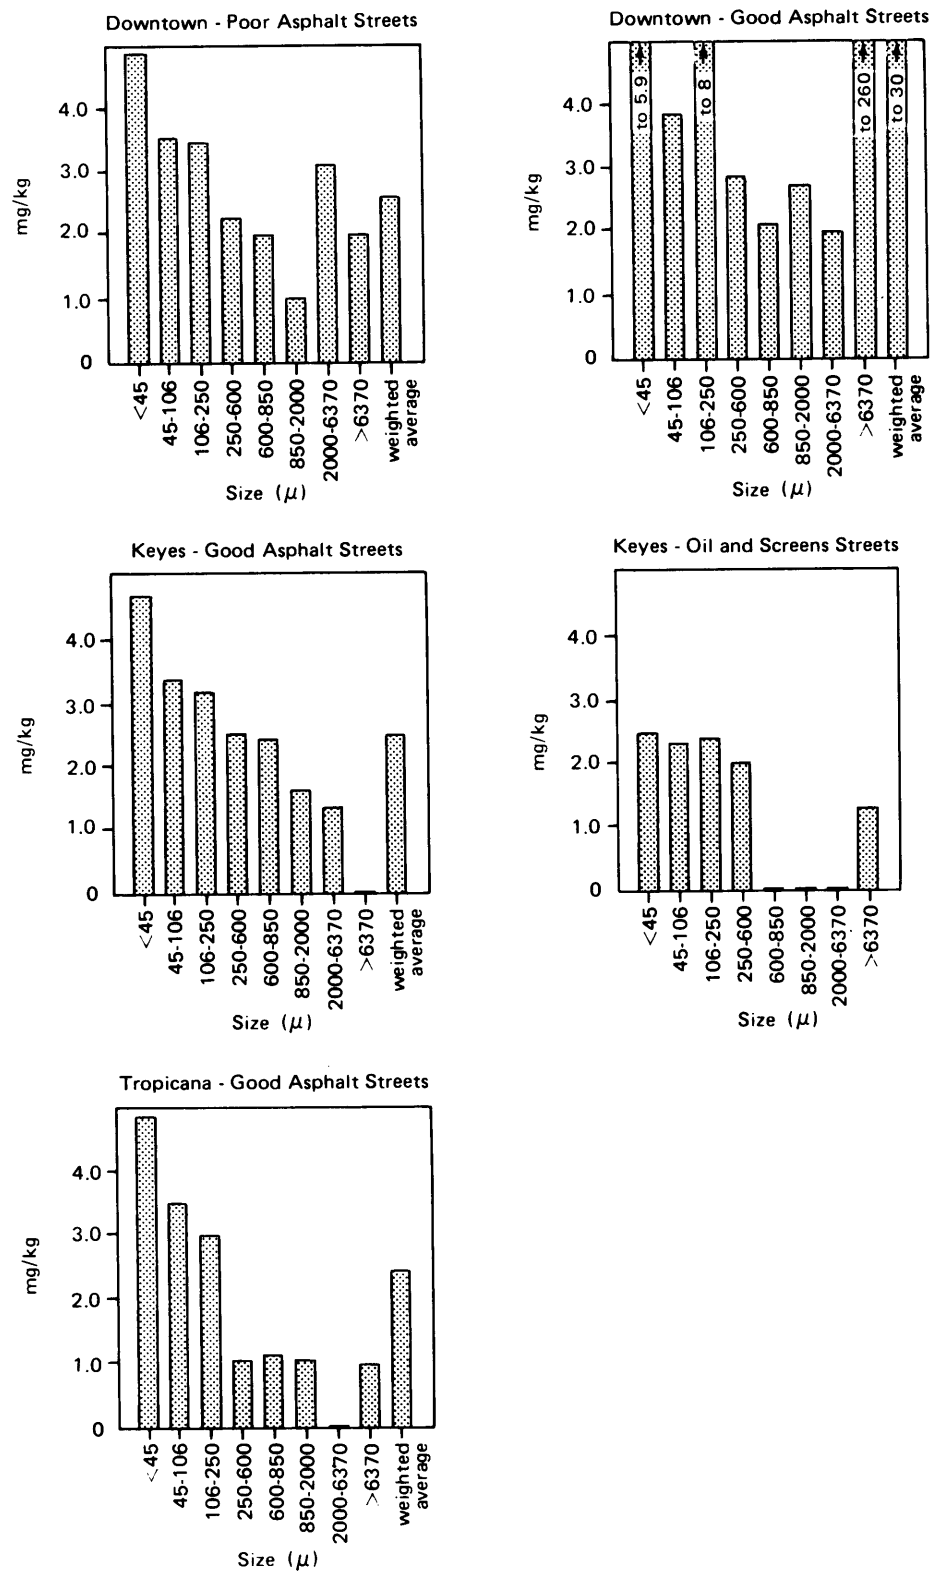 Downtown - Poor Asphalt Streets
mg/kg
4.0
3.0
2.0
1.0
0
<45
45-106
106-250
250-600
600-850
850-2000
2000-6370
>6370
weighted
average
Size (μ)
Downtown - Good Asphalt Streets
mg/kg
4.0
3.0
2.0
1.0
0
to 5.9
to 8
to 260
to 30
<45
45-106
106-250
250-600
600-850
850-2000
2000-6370
>6370
weighted
average
Size (μ)
Keyes - Good Asphalt Streets
mg/kg
4.0
3.0
2.0
1.0
0
<45
45-106
106-250
250-600
600-850
850-2000
2000-6370
>6370
weighted
average
Size (μ)
Keyes - Oil and Screens Streets
mg/kg
4.0
3.0
2.0
1.0
0
<45
45-106
106-250
250-600
600-850
850-2000
2000-6370
>6370
Size (μ)
Tropicana - Good Asphalt Streets
mg/kg
4.0
3.0
2.0
1.0
0
<45
45-106
106-250
250-600
600-850
850-2000
2000-6370
>6370
weighted
average
Size (μ)